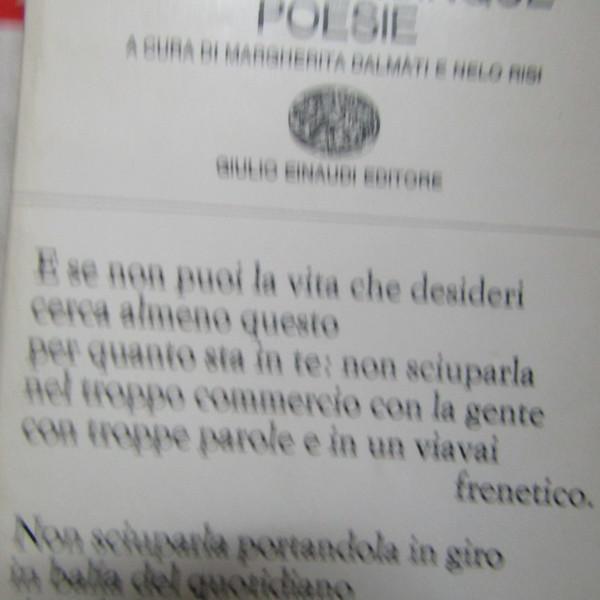 POESIE
A CURA DI MARGHERITA DALMATI E NELO RISI
GIULIO EINAUDI EDITORE
E se non puoi la vita che desideri
cerca almeno questo
per quanto sta in te: non sciuparla
nel troppo commercio con la gente
con troppe parole e in un viavai
frenetico.
Non sciuparla portandola in giro
in balìa del quotidiano